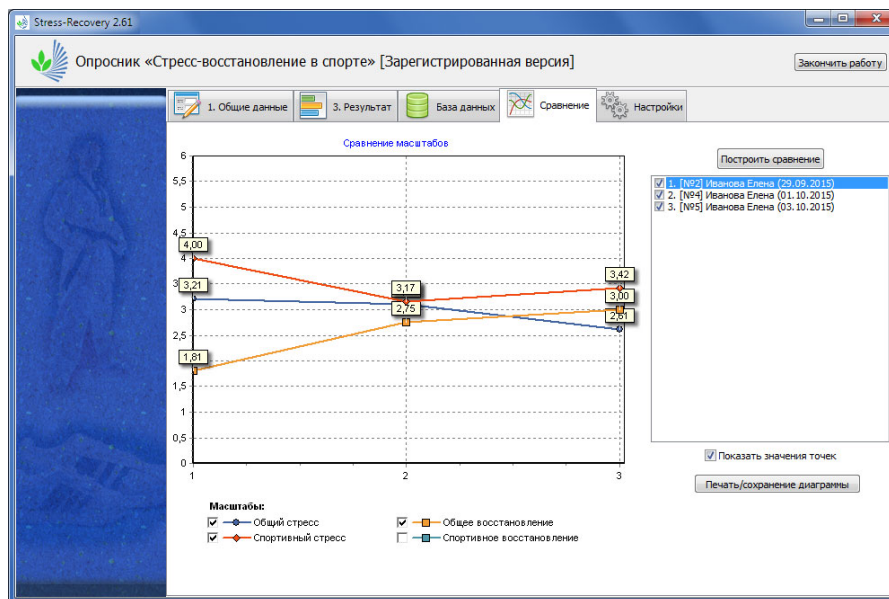 Stress-Recovery 2.61
Опросник «Стресс-восстановление в спорте» [Зарегистрированная версия]
Закончить работу
1. Общие данные
3. Результат
База данных
Сравнение
Настройки
Сравнение масштабов
Построить сравнение
1. [№2] Иванова Елена (29.09.2015)
2. [№4] Иванова Елена (01.10.2015)
3. [№5] Иванова Елена (03.10.2015)
6
5,5
5
4,5
4
3
2,5
1,5
1
0,5
0
4,00
3,21
1,81
3,17
2,75
3,42
3,00
2,61
1
2
3
Показать значения точек
Печать/сохранение диаграммы
Масштабы:
Общий стресс
Общее восстановление
Спортивный стресс
Спортивное восстановление